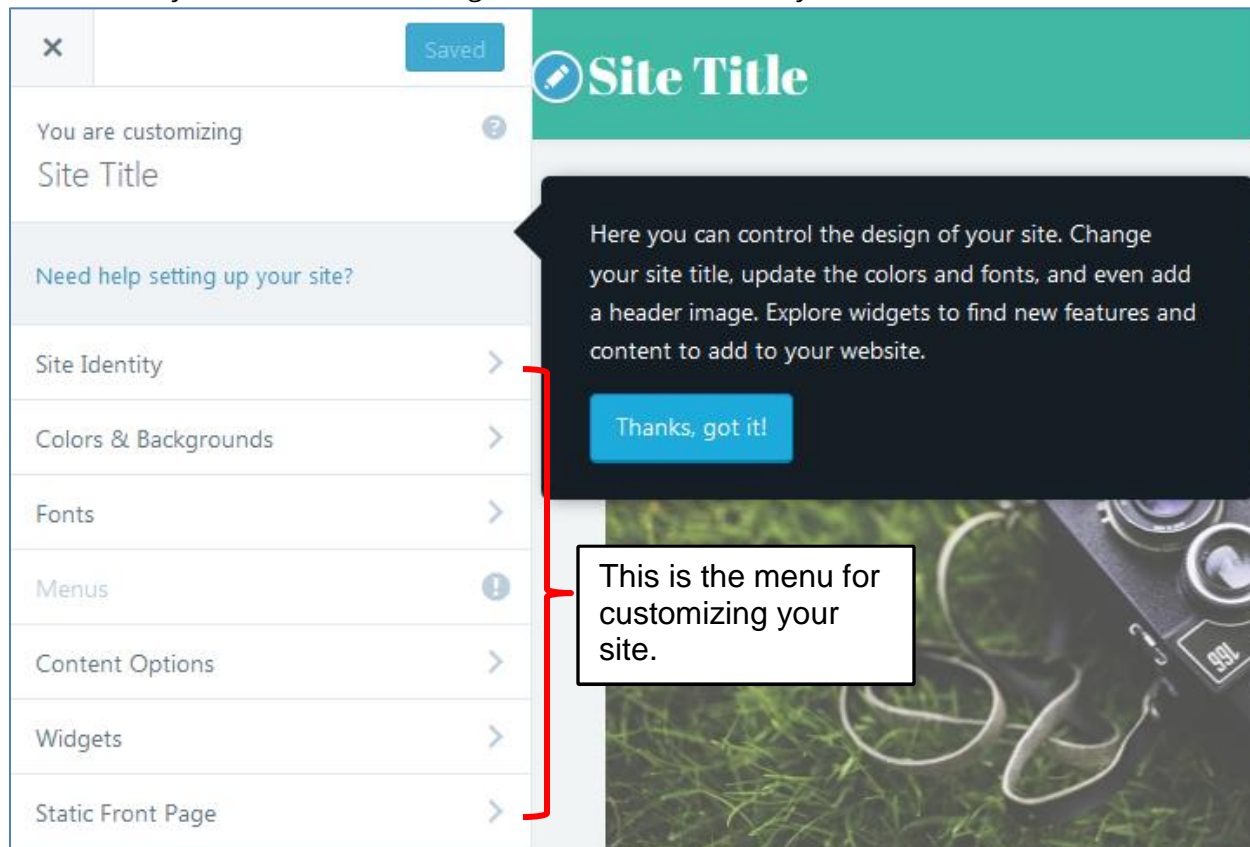 Saved
Site Title
You are customizing
Site Title
Need help setting up your site?
Here you can control the design of your site. Change
your site title, update the colors and fonts, and even add
a header image. Explore widgets to find new features and
content to add to your website.
Thanks, got it!
Site Identity
Colors & Backgrounds
Fonts
Menus
Content Options
Widgets
Static Front Page
This is the menu for
customizing your
site.
166